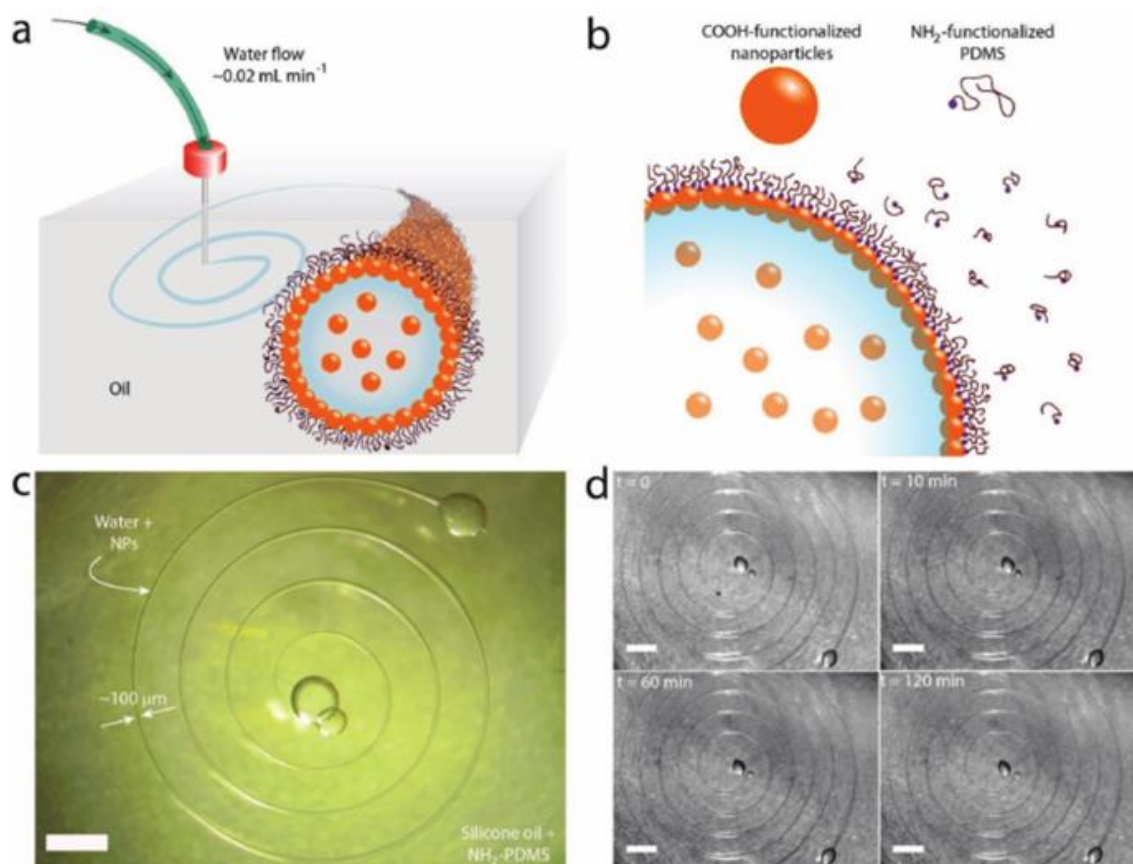 a
Water flow
~0.02 mL min⁻¹
Oil
b
COOH-functionalized
nanoparticles
NH₂-functionalized
PDMS
c
Water +
NPs
~100 μm
Silicone oil +
NH₂-PDMS
d
t = 0
t = 10 min
t = 60 min
t = 120 min